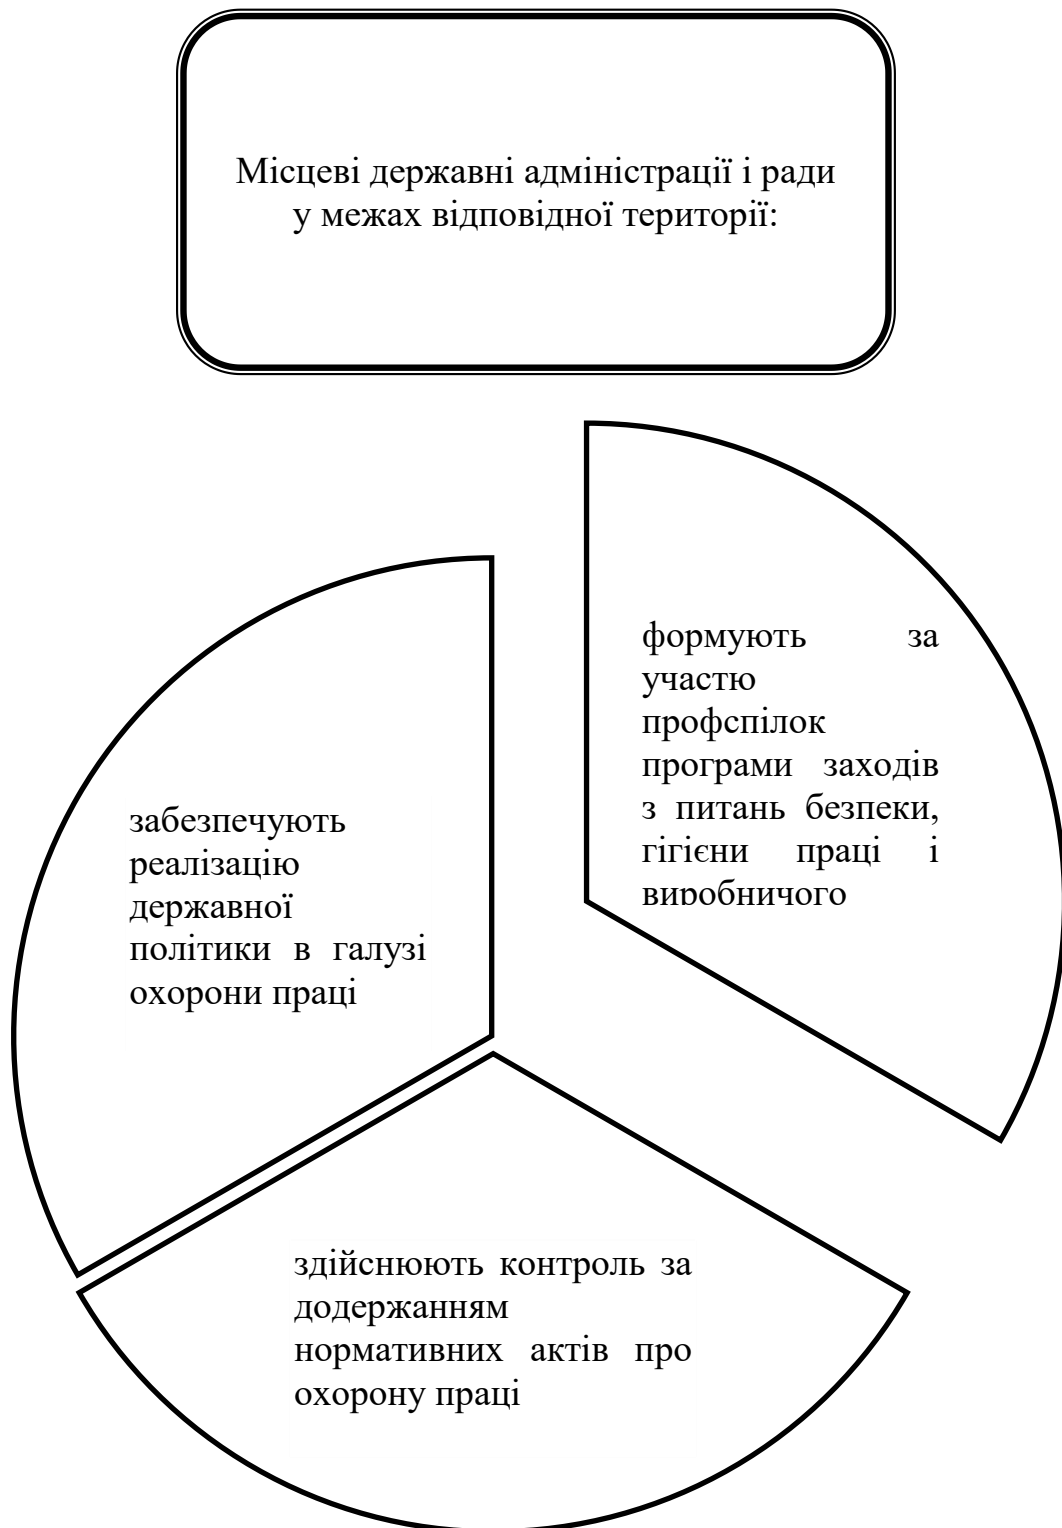 Місцеві державні адміністрації і ради
у межах відповідної території:
формують за
участю
профспілок
програми заходів
з питань безпеки,
гігієни праці і
виробничого
забезпечують
реалізацію
державної
політики в галузі
охорони праці
здійснюють контроль за
додержанням
нормативних актів про
охорону праці